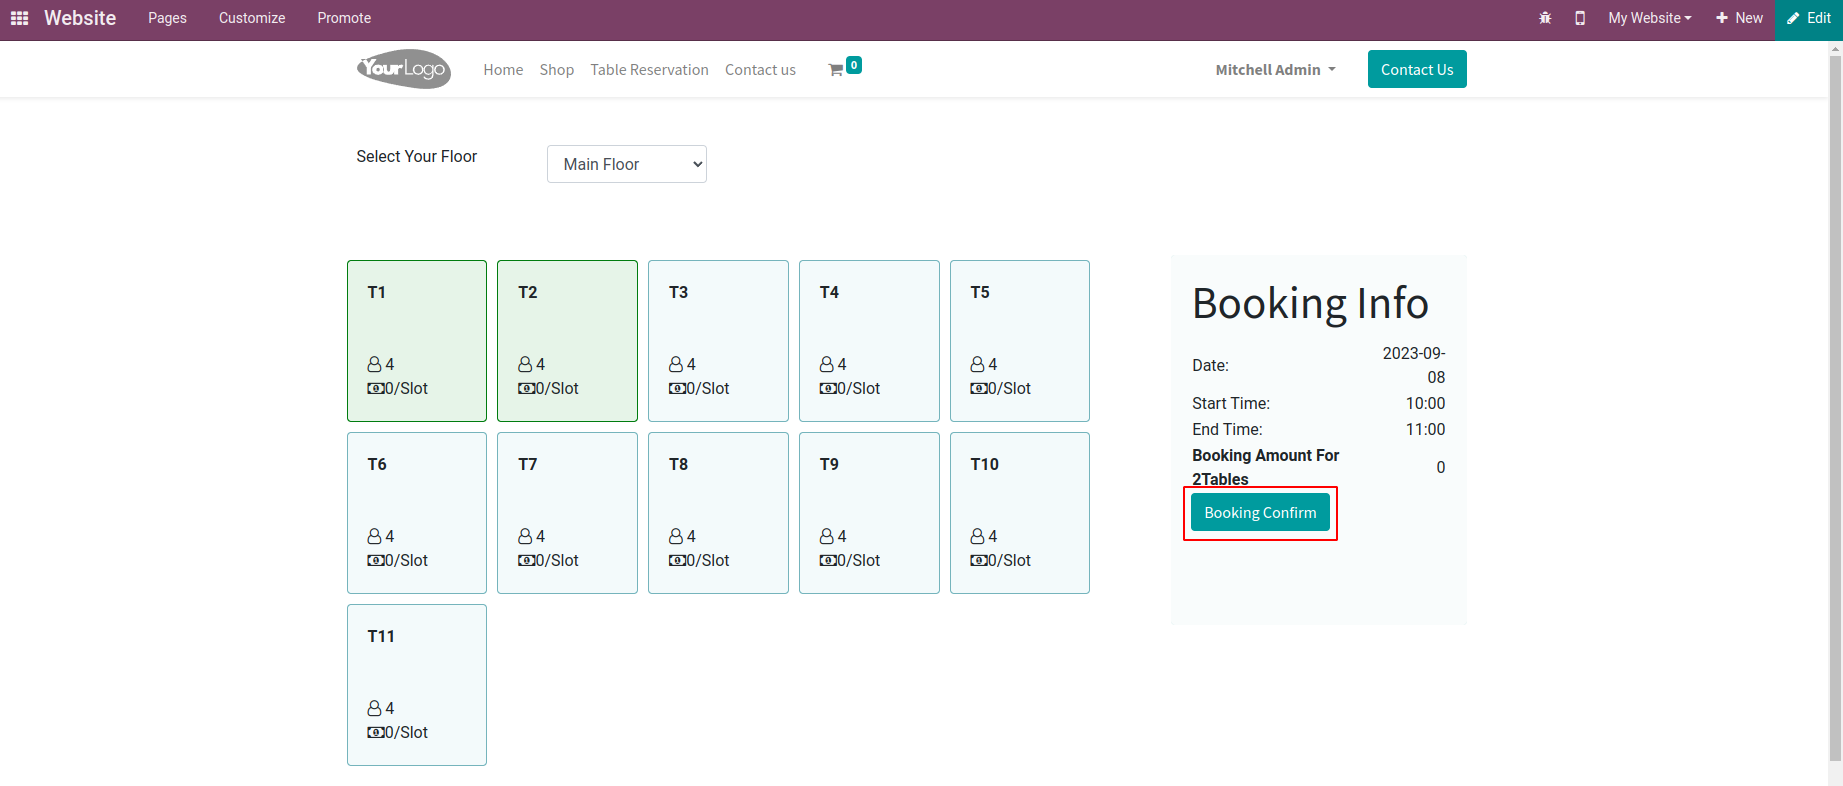 Website Pages Customize Promote My Website New Edit
YourLogo Home Shop Table Reservation Contact us 0 Mitchell Admin Contact Us
Select Your Floor Main Floor
T1 T2 T3 T4 T5
4 4 4 4 4
0/Slot 0/Slot 0/Slot 0/Slot 0/Slot
T6 T7 T8 T9 T10
4 4 4 4 4
0/Slot 0/Slot 0/Slot 0/Slot 0/Slot
T11
4
0/Slot
Booking Info
Date: 2023-09-
08
Start Time: 10:00
End Time: 11:00
Booking Amount For
2Tables 0
Booking Confirm